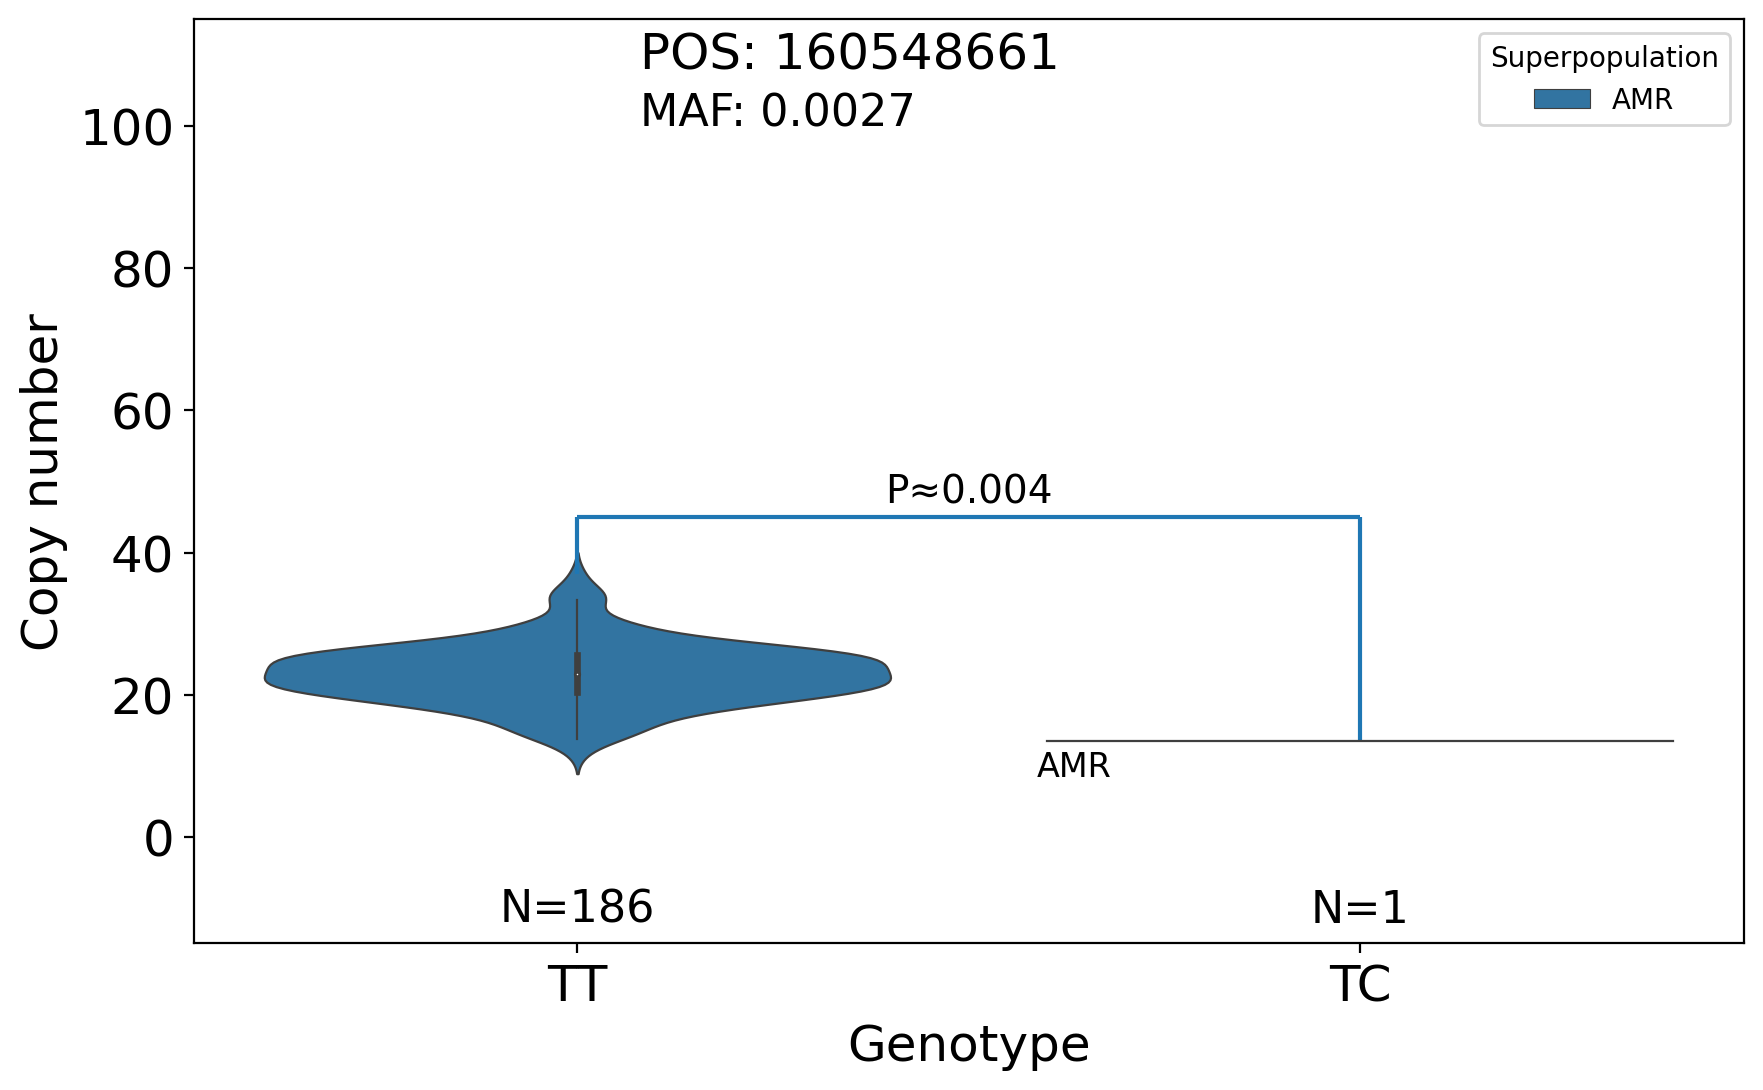 POS: 160548661
MAF: 0.0027
Superpopulation
AMR
100
80
60
40
20
0
Copy number
P≈0.004
AMR
N=186
N=1
TT
TC
Genotype